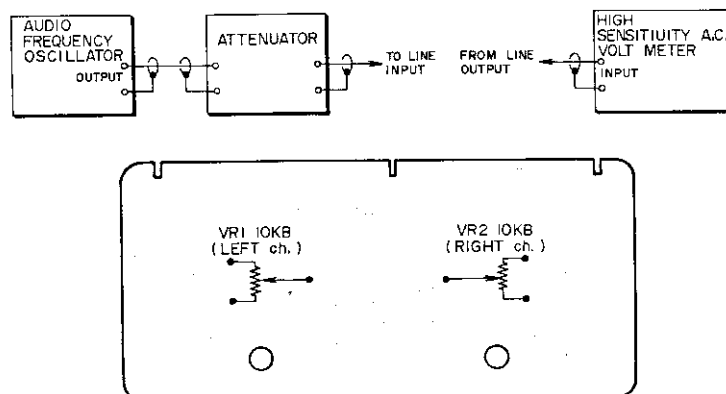 AUDIO
FREQUENCY
OSCILLATOR
OUTPUT
ATTENUATOR
TO LINE
INPUT
FROM LINE
OUTPUT
HIGH
SENSITIVITY A.C.
VOLT METER
INPUT
VR1 10KB
(LEFT ch.)
VR2 10KB
(RIGHT ch.)